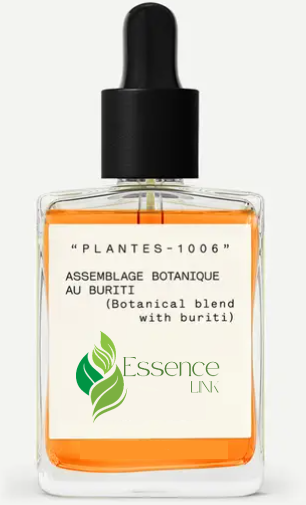 “PLANTES-1006”
ASSEMBLAGE BOTANIQUE
AU BURITI
(Botanical blend
with buriti)
Essence
LINK